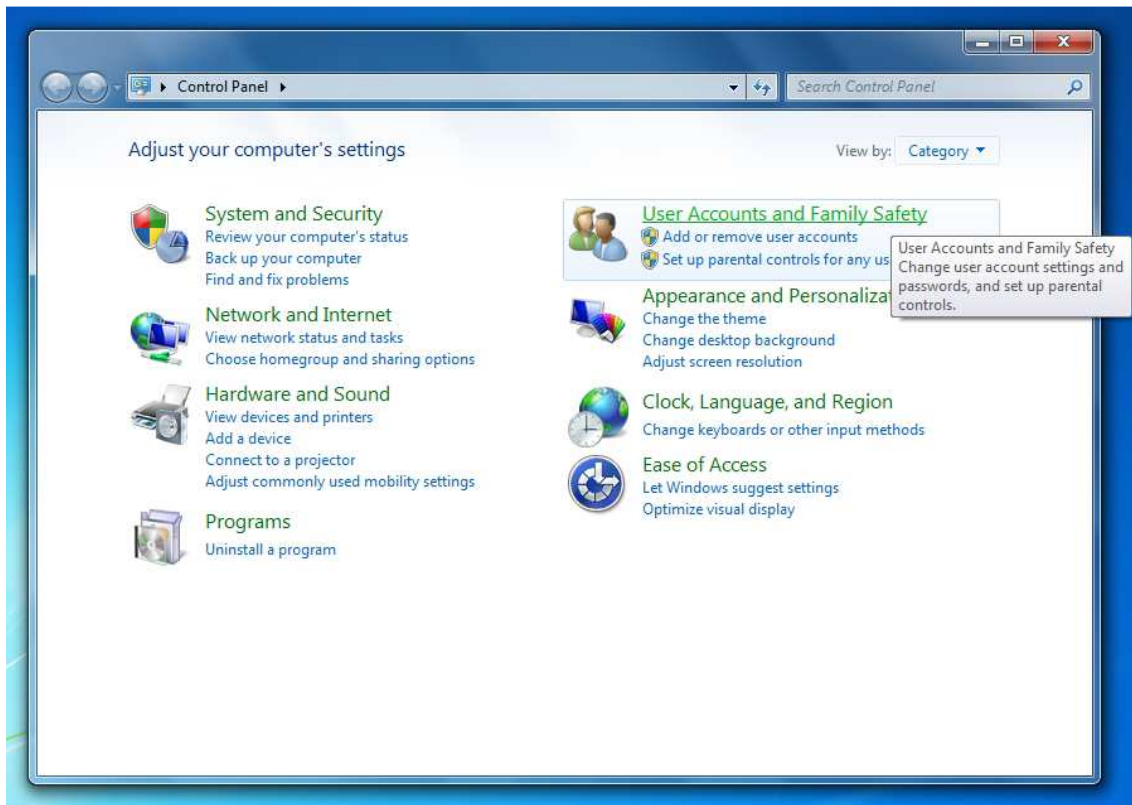 Control Panel
Search Control Panel
Adjust your computer's settings
View by: Category
System and Security
Review your computer's status
Back up your computer
Find and fix problems
Network and Internet
View network status and tasks
Choose homegroup and sharing options
Hardware and Sound
View devices and printers
Add a device
Connect to a projector
Adjust commonly used mobility settings
Programs
Uninstall a program
User Accounts and Family Safety
Add or remove user accounts
Set up parental controls for any us
User Accounts and Family Safety
Change user account settings and
passwords, and set up parental
controls.
Appearance and Personalizat
Change the theme
Change desktop background
Adjust screen resolution
Clock, Language, and Region
Change keyboards or other input methods
Ease of Access
Let Windows suggest settings
Optimize visual display